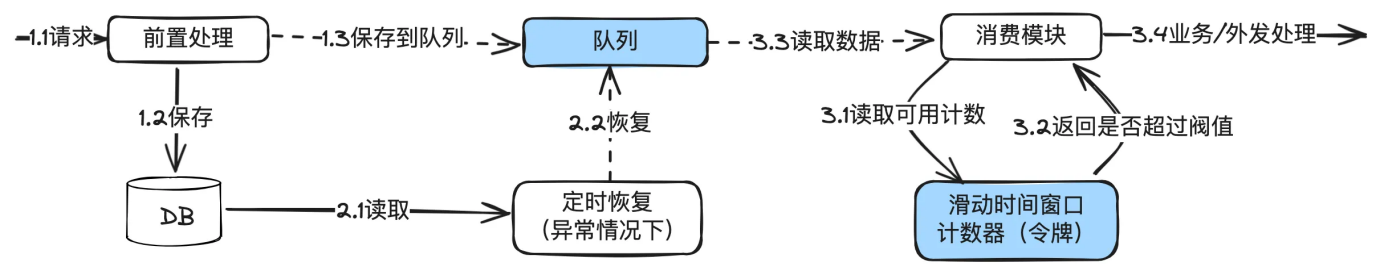 1.1请求
前置处理
1.3保存到队列
队列
3.3读取数据
消费模块
3.4业务/外发处理
1.2保存
2.2恢复
3.1读取可用计数
3.2返回是否超过阀值
DB
2.1读取
定时恢复
（异常情况下）
滑动时间窗口
计数器（令牌）